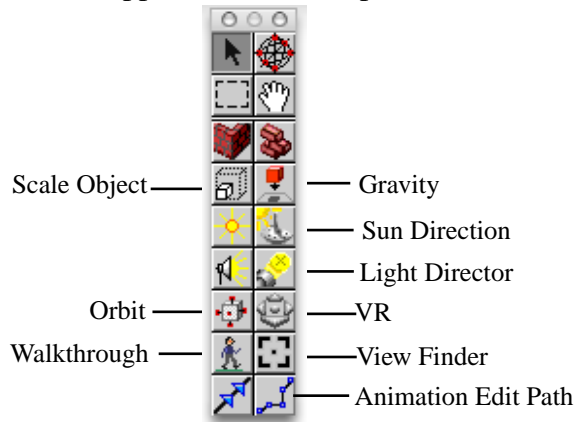 Scale Object
Gravity
Sun Direction
Light Director
Orbit
VR
Walkthrough
View Finder
Animation Edit Path